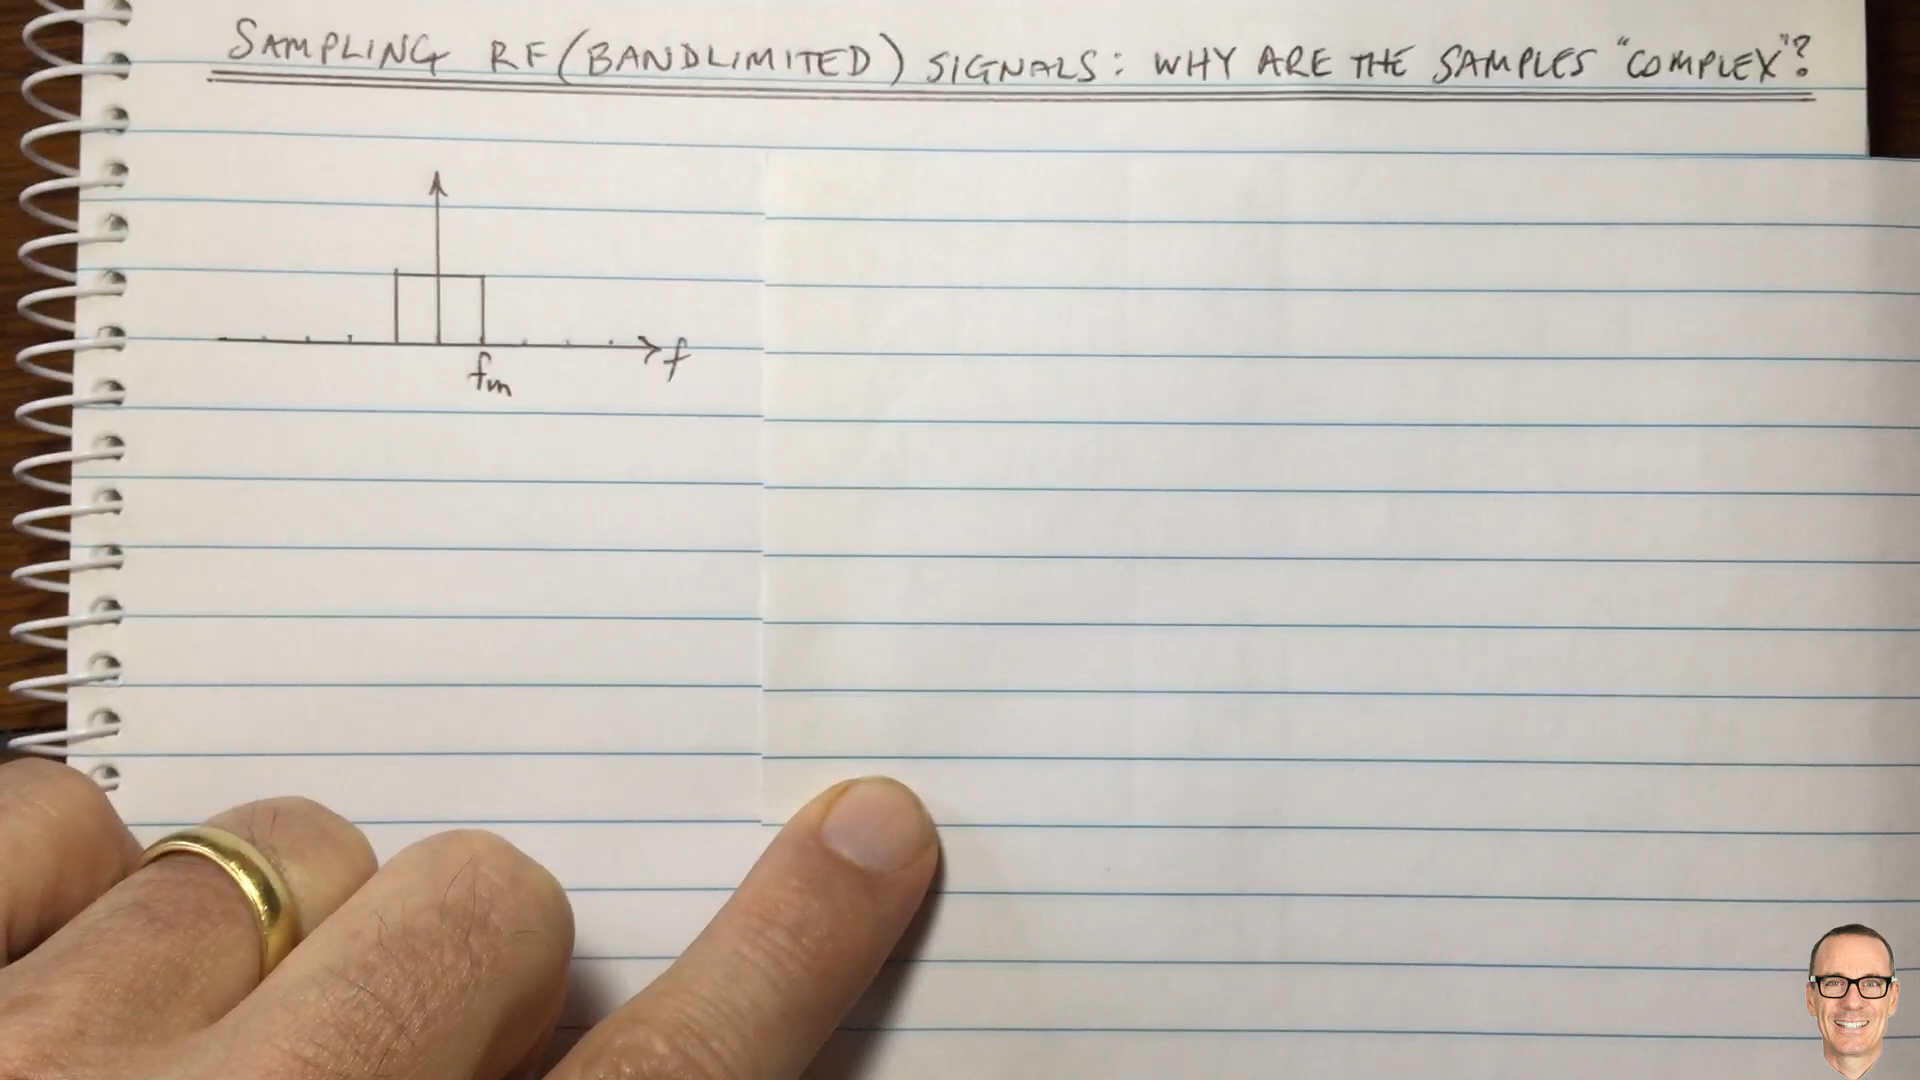 SAMPLING RF (BANDLIMITED) SIGNALS: WHY ARE THE SAMPLES "COMPLEX"?
f
fm